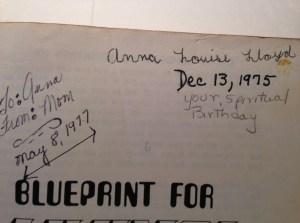 Anna Louise Lloyd
Dec 13, 1975
your spiritual
Birthday
To: Anna
From: Mom
May 8, 1977
BLUEPRINT FOR